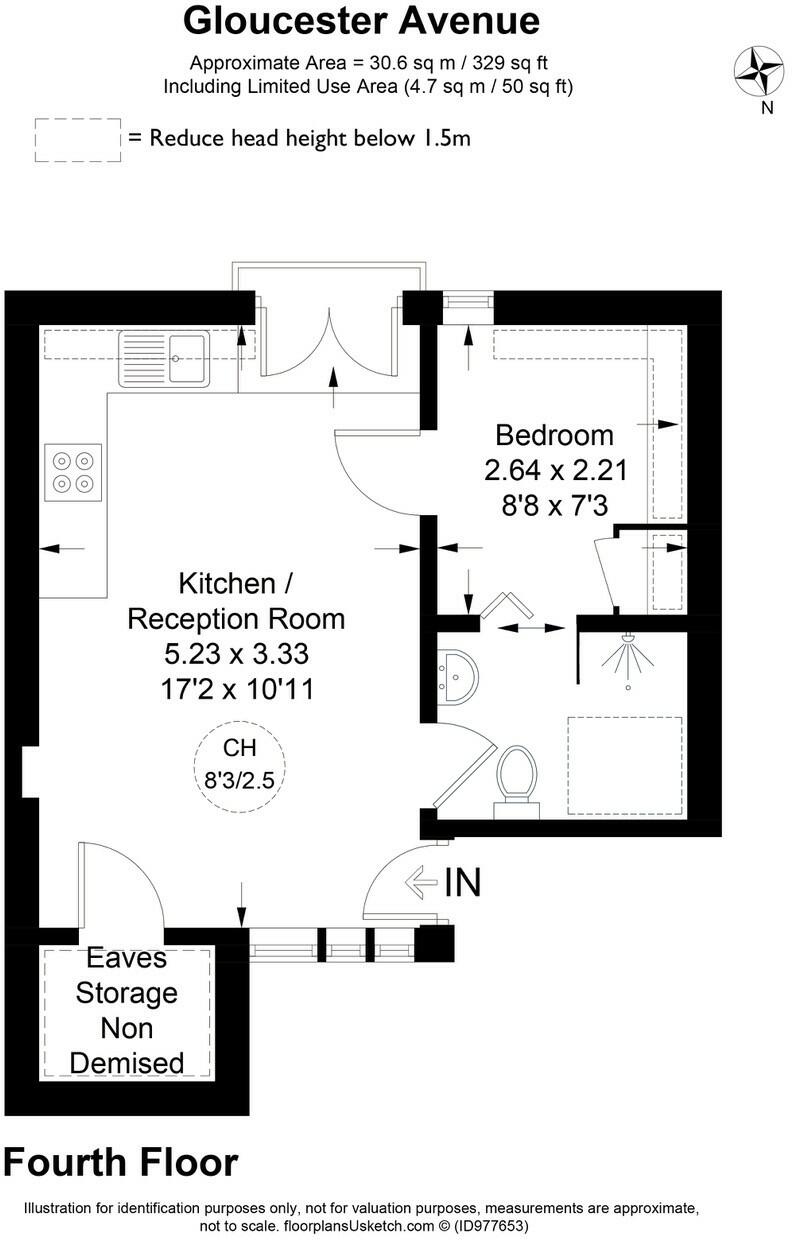 Gloucester Avenue
Approximate Area = 30.6 sq m / 329 sq ft
Including Limited Use Area (4.7 sq m / 50 sq ft)
N
= Reduce head height below 1.5m
Bedroom
2.64 x 2.21
8'8 x 7'3
Kitchen /
Reception Room
5.23 x 3.33
17'2 x 10'11
CH
8'3/2.5
IN
Eaves
Storage
Non
Demised
Fourth Floor
Illustration for identification purposes only, not for valuation purposes, measurements are approximate,
not to scale. floorplansUsketch.com © (ID977653)